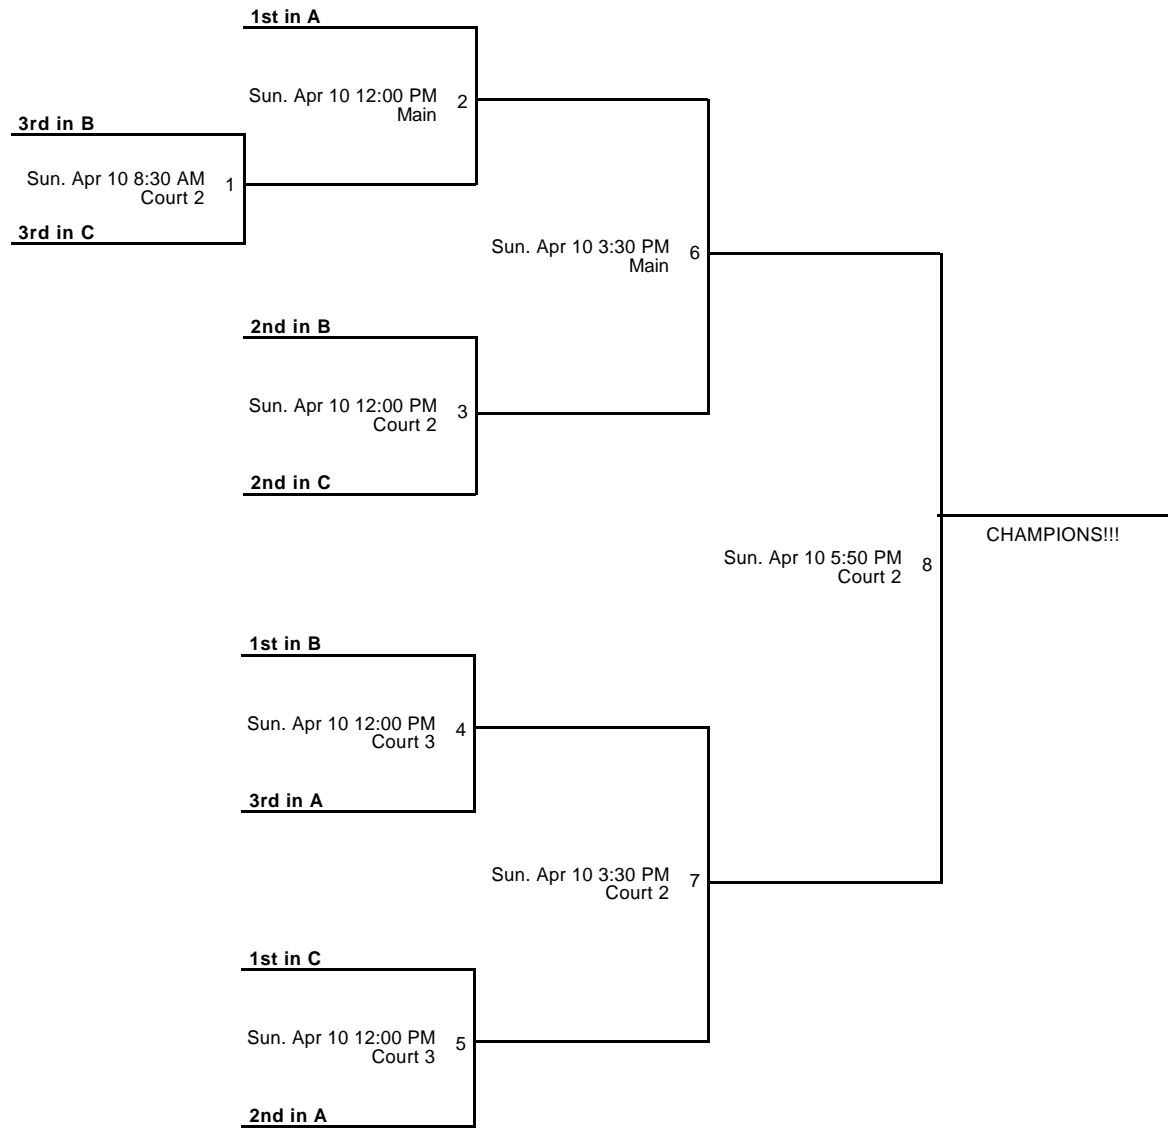 1st in A
Sun. Apr 10 12:00 PM
Main
2
3rd in B
Sun. Apr 10 8:30 AM
Court 2
1
3rd in C
Sun. Apr 10 3:30 PM
Main
6
2nd in B
Sun. Apr 10 12:00 PM
Court 2
3
2nd in C
CHAMPIONS!!!
Sun. Apr 10 5:50 PM
Court 2
8
1st in B
Sun. Apr 10 12:00 PM
Court 3
4
3rd in A
Sun. Apr 10 3:30 PM
Court 2
7
1st in C
Sun. Apr 10 12:00 PM
Court 3
5
2nd in A